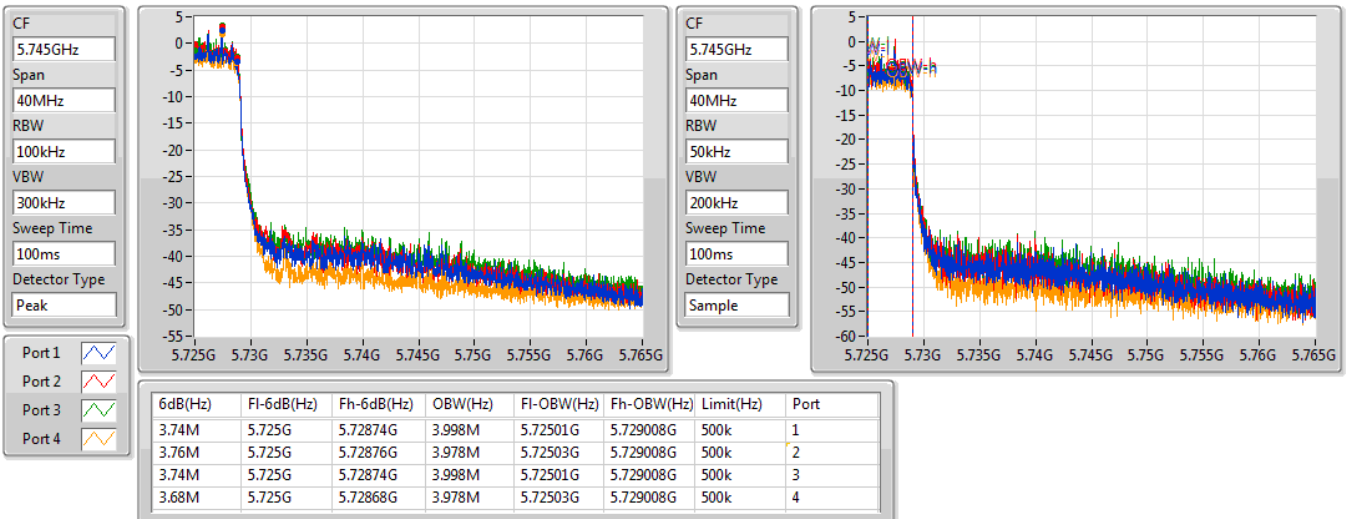 CF
5.745GHz
Span
40MHz
RBW
100kHz
VBW
300kHz
Sweep Time
100ms
Detector Type
Peak
5
0
-5
-10
-15
-20
-25
-30
-35
-40
-45
-50
-55
5.725G 5.73G 5.735G 5.74G 5.745G 5.75G 5.755G 5.76G 5.765G
CF
5.745GHz
Span
40MHz
RBW
50kHz
VBW
200kHz
Sweep Time
100ms
Detector Type
Sample
5
0
-5
-10
-15
-20
-25
-30
-35
-40
-45
-50
-55
-60
5.725G 5.73G 5.735G 5.74G 5.745G 5.75G 5.755G 5.76G 5.765G
Port 1
Port 2
Port 3
Port 4
6dB(Hz) Fl-6dB(Hz) Fh-6dB(Hz) OBW(Hz) Fl-OBW(Hz) Fh-OBW(Hz) Limit(Hz) Port
3.74M 5.725G 5.72874G 3.998M 5.72501G 5.729008G 500k 1
3.76M 5.725G 5.72876G 3.978M 5.72503G 5.729008G 500k 2
3.74M 5.725G 5.72874G 3.998M 5.72501G 5.729008G 500k 3
3.68M 5.725G 5.72868G 3.978M 5.72503G 5.729008G 500k 4